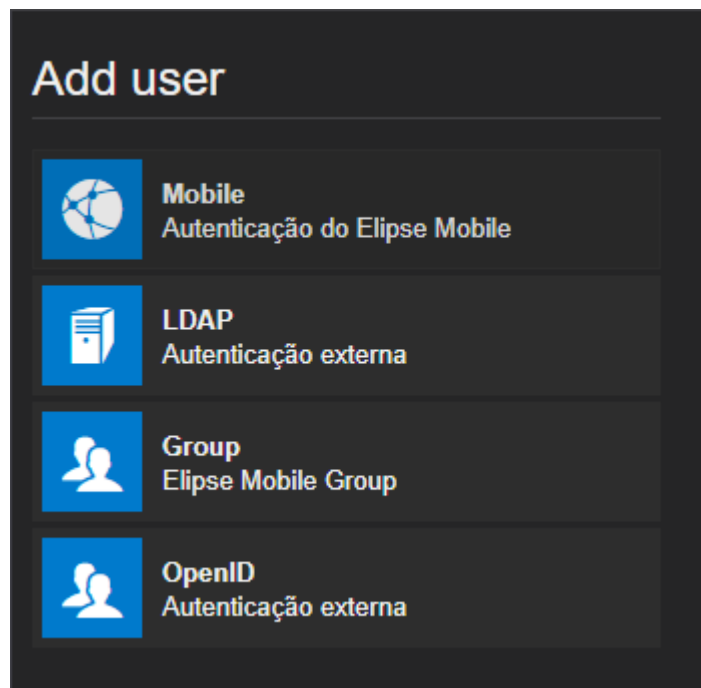 Add user
Mobile
Autenticação do Elipse Mobile
LDAP
Autenticação externa
Group
Elipse Mobile Group
OpenID
Autenticação externa